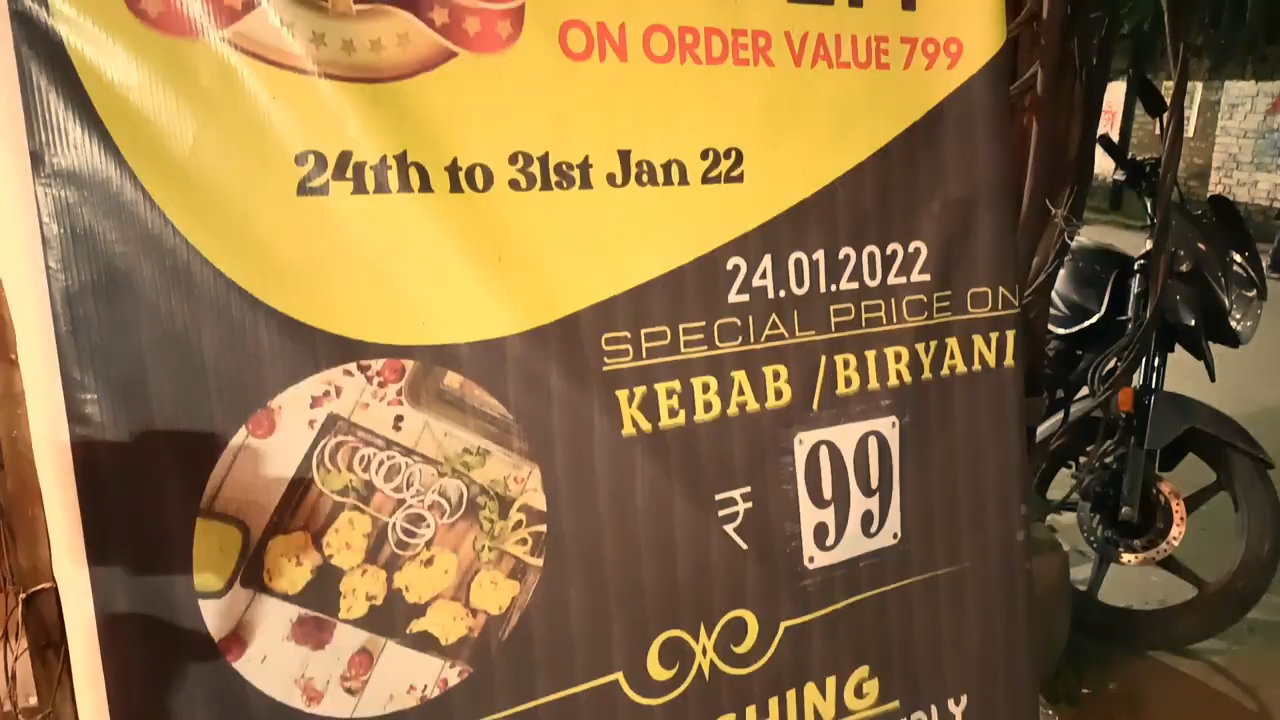 ON ORDER VALUE 799
24th to 31st Jan 22
24.01.2022
SPECIAL PRICE ON
KEBAB /BIRYANI
₹ 99